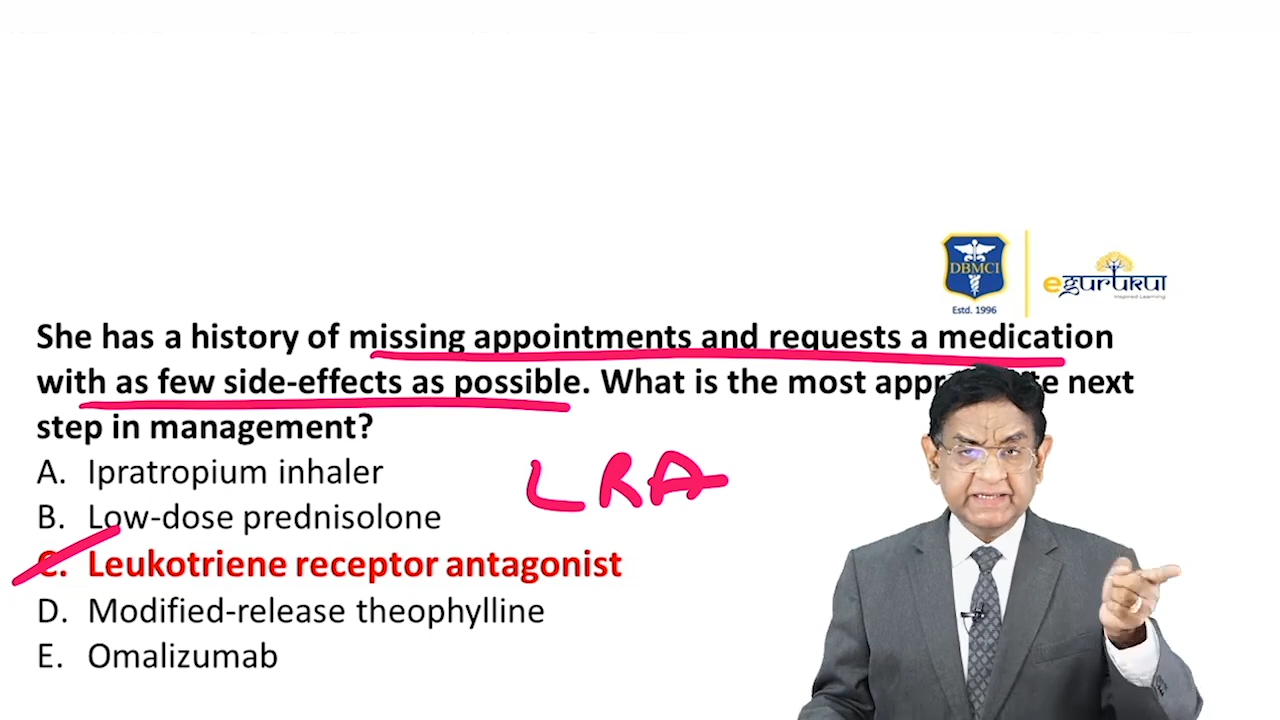 DBMCI
Estd. 1996
egurukul
Inspired Learning
She has a history of missing appointments and requests a medication
with as few side-effects as possible. What is the most appr te next
step in management?
A. Ipratropium inhaler
LRA
B. Low-dose prednisolone
C. Leukotriene receptor antagonist
D. Modified-release theophylline
E. Omalizumab